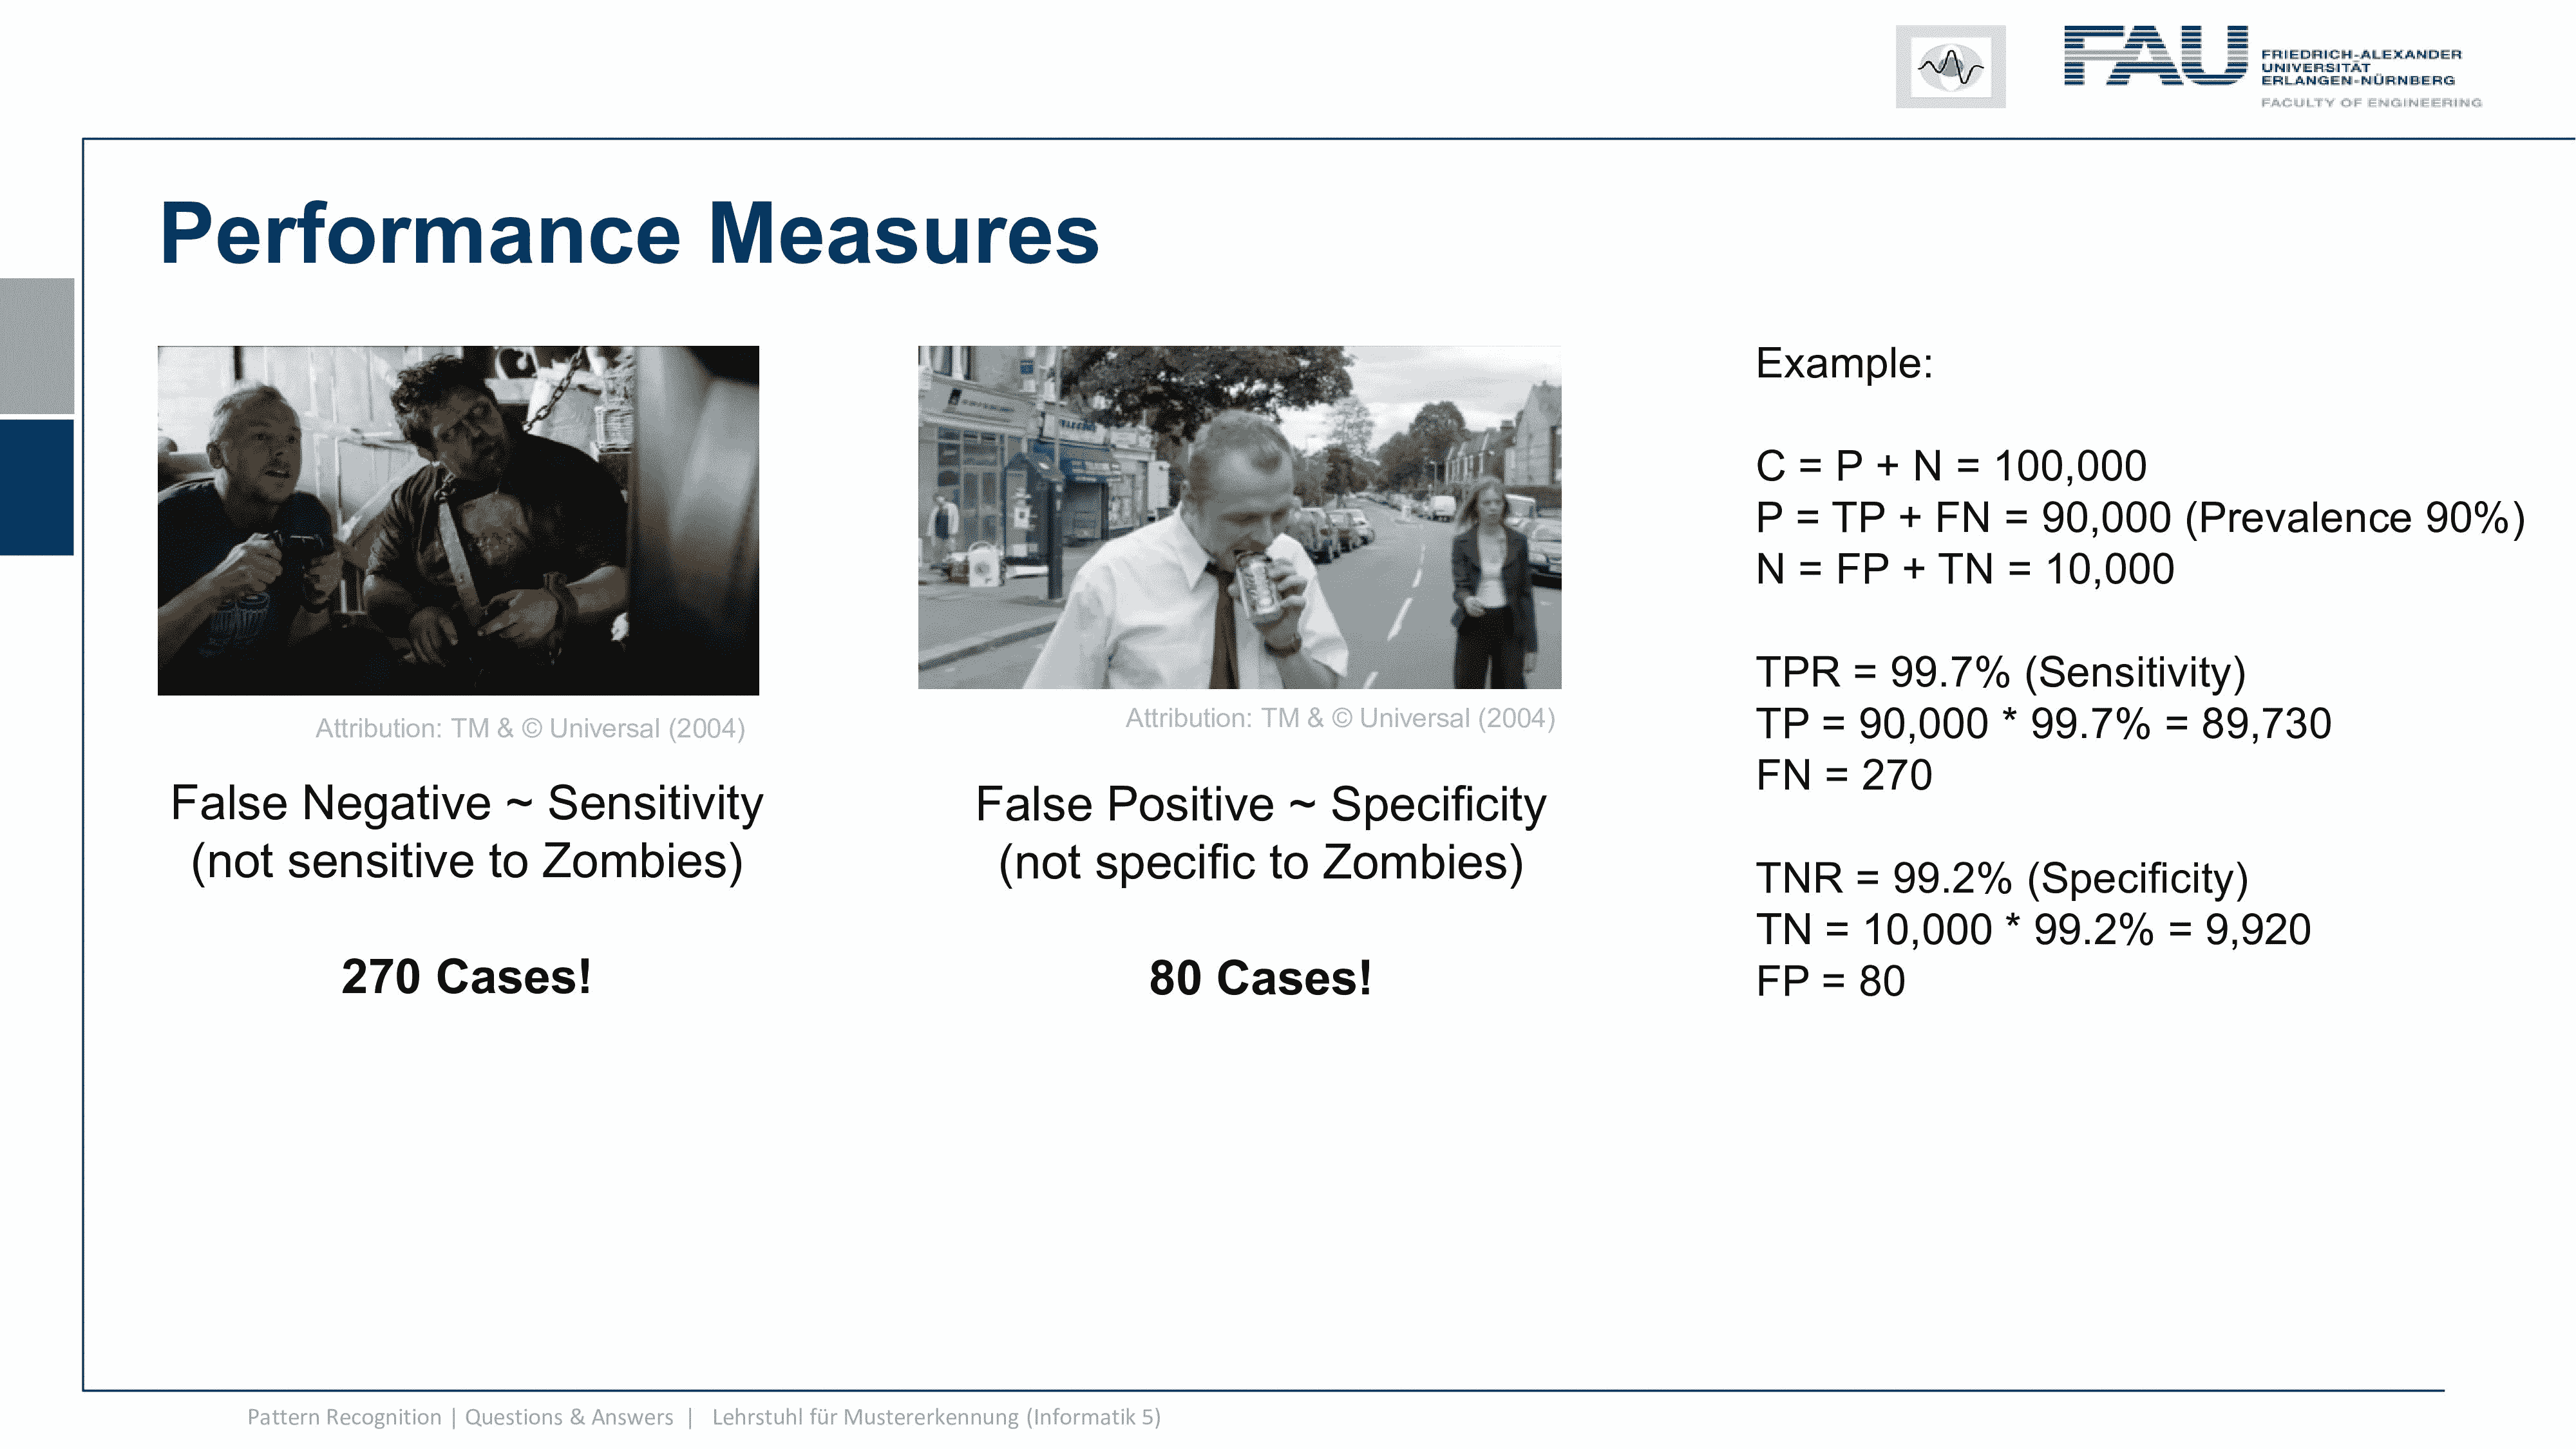 FAU
FRIEDRICH-ALEXANDER
UNIVERSITÄT
ERLANGEN-NÜRNBERG
FACULTY OF ENGINEERING
Performance Measures
Attribution: TM & © Universal (2004)
False Negative ~ Sensitivity
(not sensitive to Zombies)
270 Cases!
Attribution: TM & © Universal (2004)
False Positive ~ Specificity
(not specific to Zombies)
80 Cases!
Example:
C = P + N = 100,000
P = TP + FN = 90,000 (Prevalence 90%)
N = FP + TN = 10,000
TPR = 99.7% (Sensitivity)
TP = 90,000 * 99.7% = 89,730
FN = 270
TNR = 99.2% (Specificity)
TN = 10,000 * 99.2% = 9,920
FP = 80
Pattern Recognition | Questions & Answers | Lehrstuhl für Mustererkennung (Informatik 5)